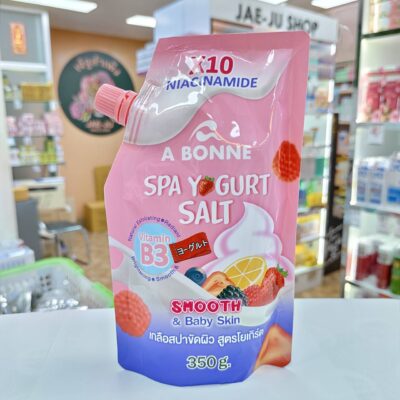 JAE-JU SHOP
X10
NIACINAMIDE
A BONNE
SPA YOGURT
SALT
Vitamin
B3
ヨーグルト
SMOOTH
& Baby Skin
เกลือสปาขัดผิว สูตรโยเกิร์ต
350 g.